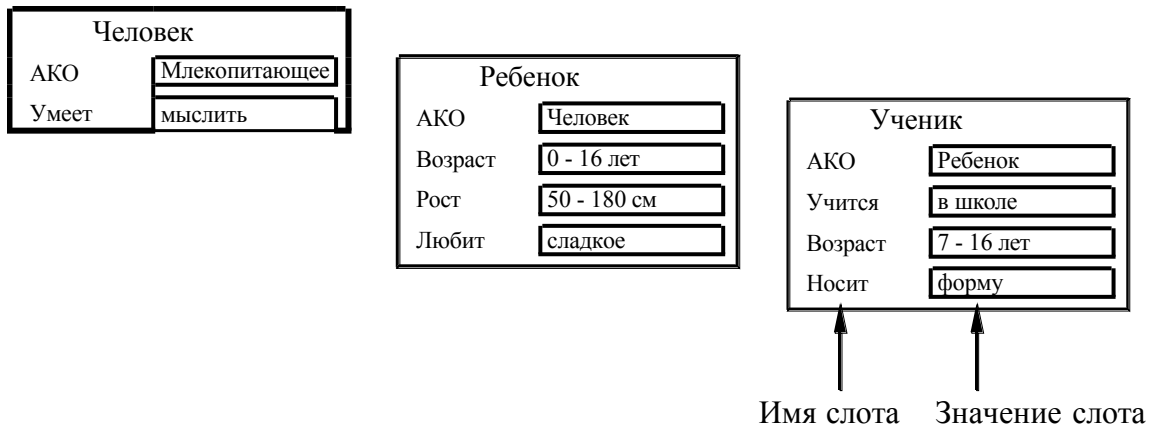 Человек
АКО Млекопитающее
Умеет мыслить
Ребенок
АКО Человек
Возраст 0 - 16 лет
Рост 50 - 180 см
Любит сладкое
Ученик
АКО Ребенок
Учится в школе
Возраст 7 - 16 лет
Носит форму
Имя слота Значение слота